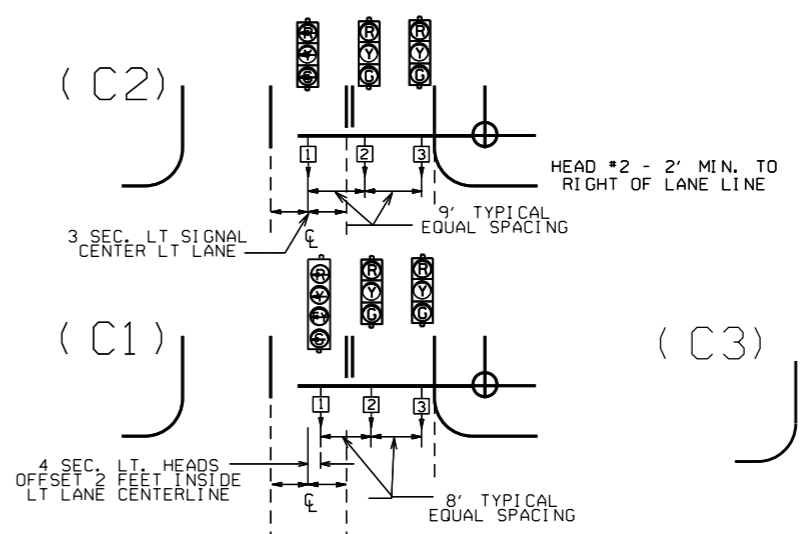 R R R
Y Y Y
G G G
(C2)
1 2 3
HEAD #2 - 2' MIN. TO
RIGHT OF LANE LINE
9' TYPICAL
EQUAL SPACING
3 SEC. LT SIGNAL
CENTER LT LANE
CL
R R R
Y Y Y
FY G G
G
(C1)
(C3)
1 2 3
4 SEC. LT. HEADS
OFFSET 2 FEET INSIDE
LT LANE CENTERLINE
CL
8' TYPICAL
EQUAL SPACING